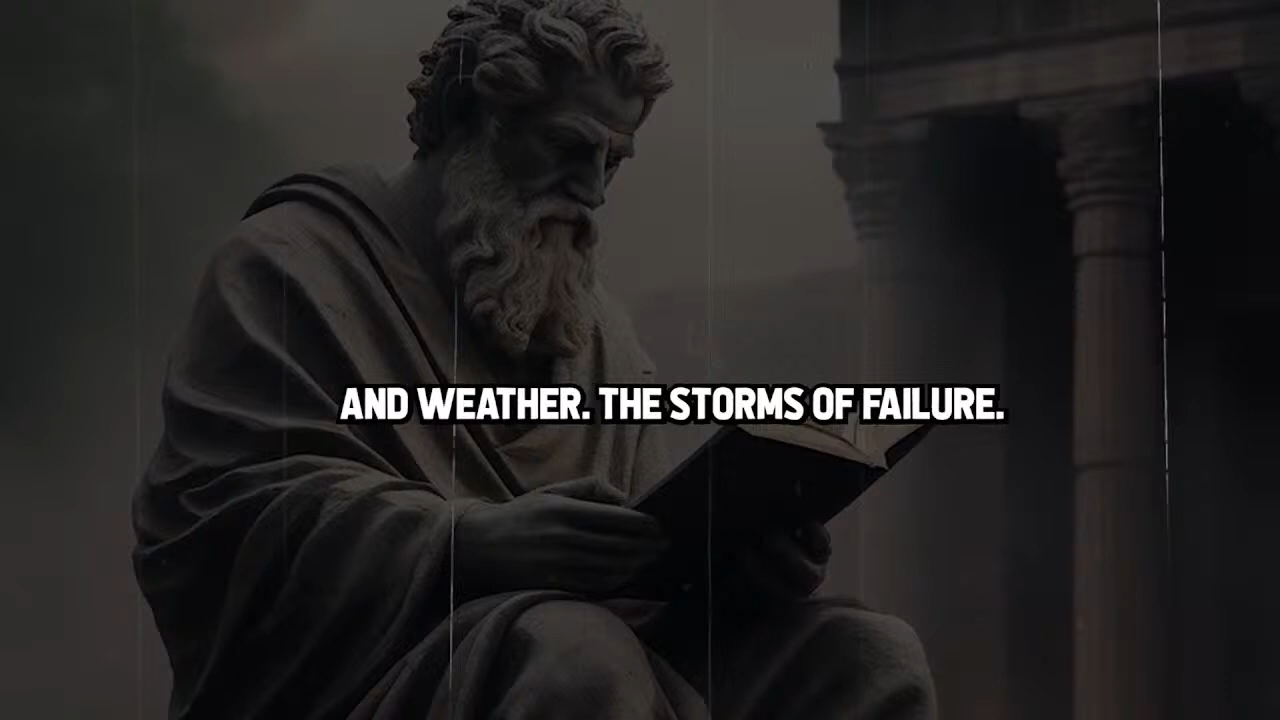 AND WEATHER. THE STORMS OF FAILURE.